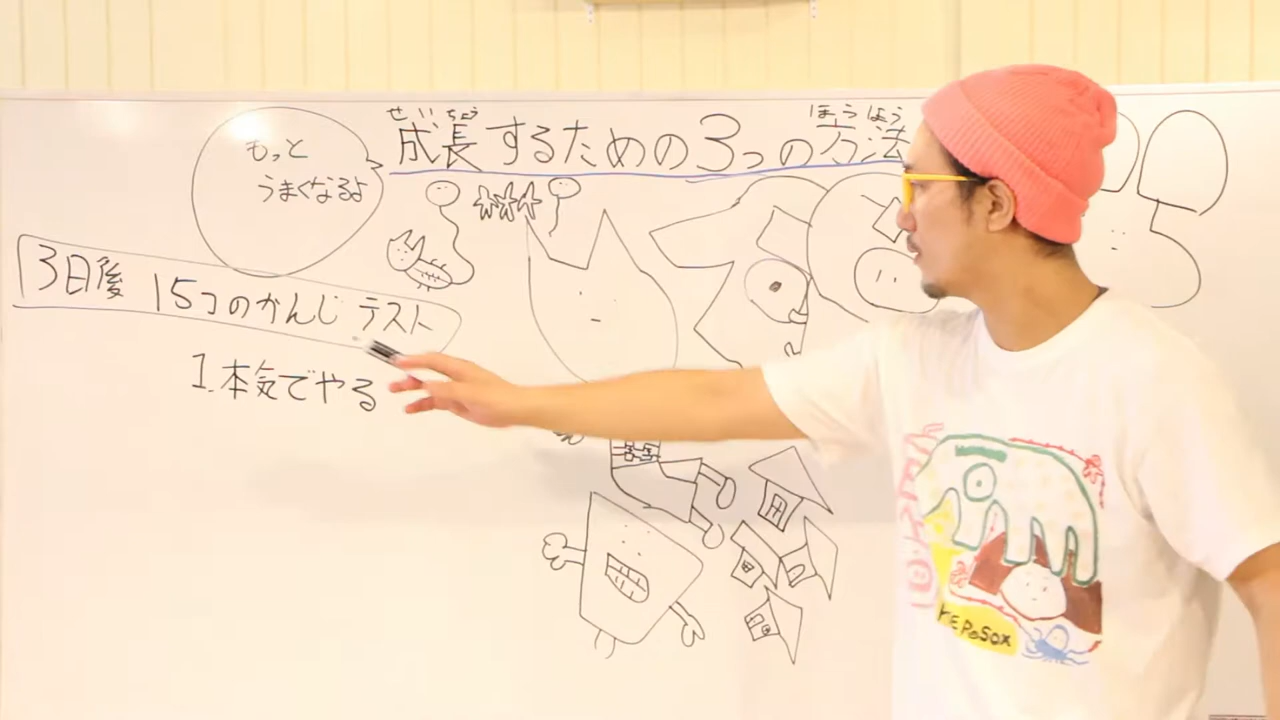 せいちょう ほうほう
成長するための3つの方法
もっと
うまくなるよ
3日後 15コのかんじテスト
1.本気でやる
KEPOSOX